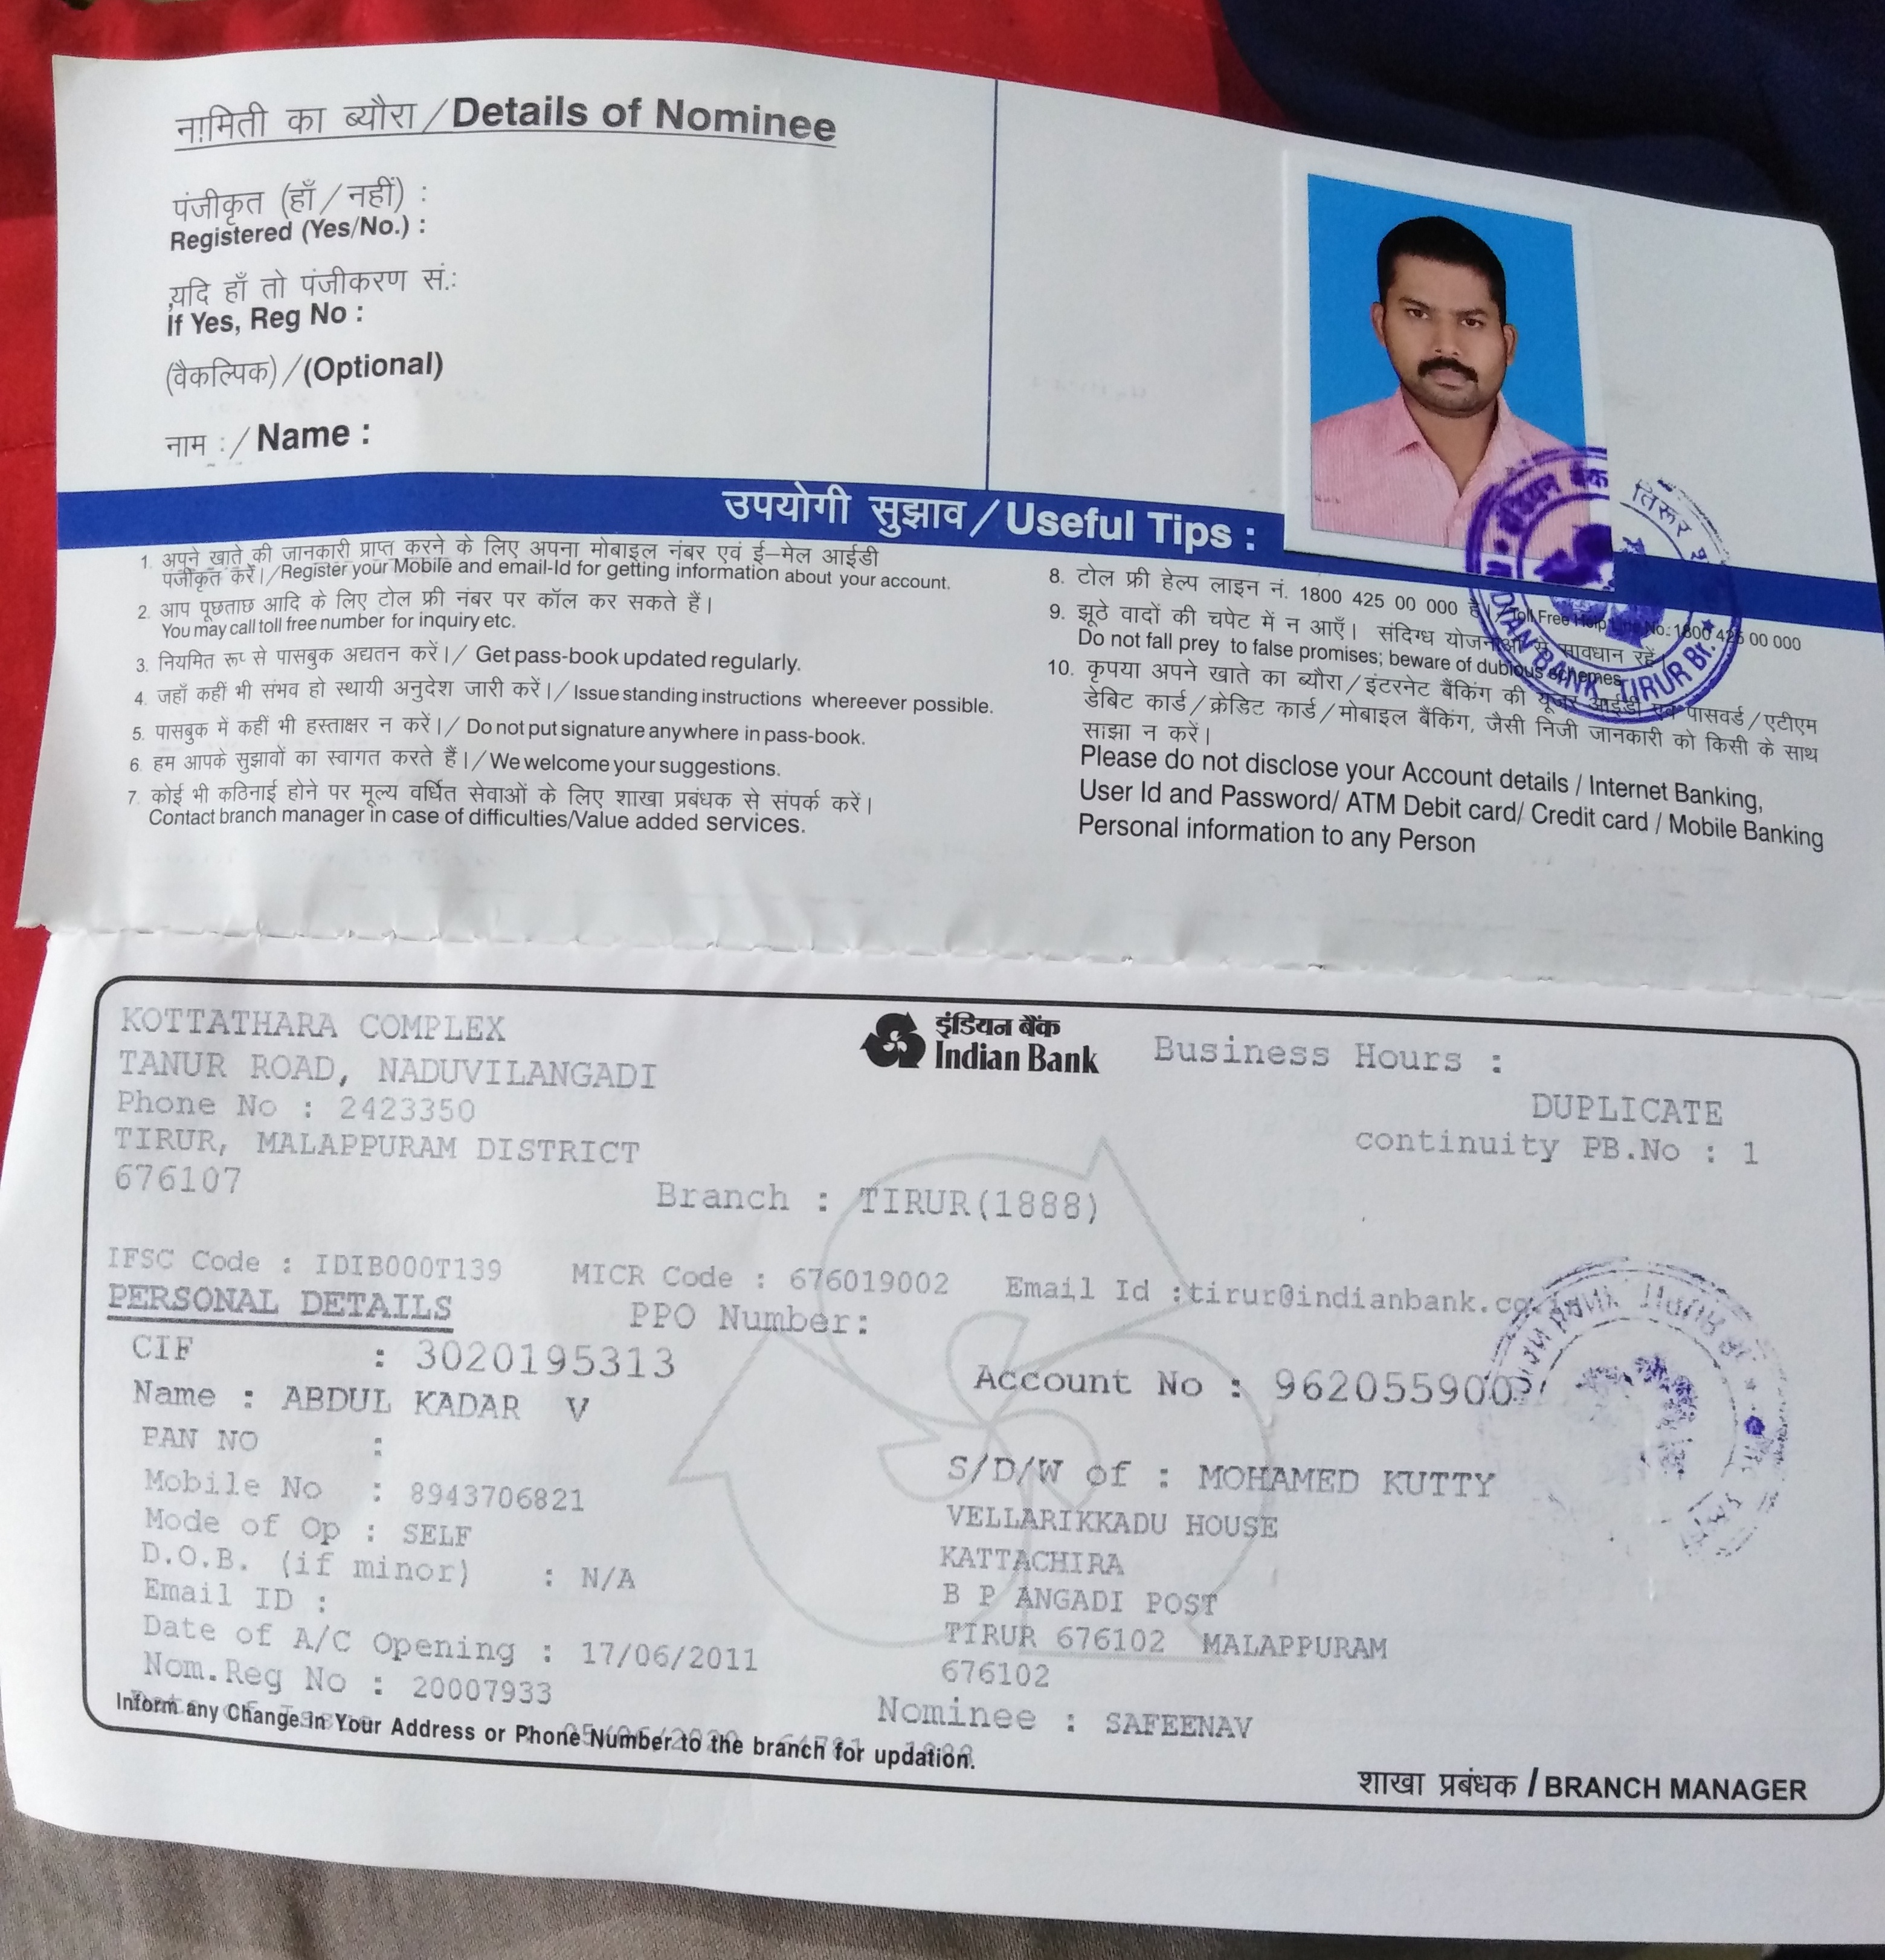 नामिती का ब्यौरा / Details of Nominee
पंजीकृत (हाँ / नहीं) :
Registered (Yes/No.) :
यदि हाँ तो पंजीकरण सं.:
If Yes, Reg No :
(वैकल्पिक) / (Optional)
नाम : / Name :
उपयोगी सुझाव / Useful Tips :
1. अपने खाते की जानकारी प्राप्त करने के लिए अपना मोबाइल नंबर एवं ई–मेल आईडी
पंजीकृत करें। / Register your Mobile and email-Id for getting information about your account.
2. आप पूछताछ आदि के लिए टोल फ्री नंबर पर कॉल कर सकते हैं।
You may call toll free number for inquiry etc.
3. नियमित रूप से पासबुक अद्यतन करें। / Get pass-book updated regularly.
4. जहाँ कहीं भी संभव हो स्थायी अनुदेश जारी करें। / Issue standing instructions whereever possible.
5. पासबुक में कहीं भी हस्ताक्षर न करें। / Do not put signature anywhere in pass-book.
6. हम आपके सुझावों का स्वागत करते हैं। / We welcome your suggestions.
7. कोई भी कठिनाई होने पर मूल्य वर्धित सेवाओं के लिए शाखा प्रबंधक से संपर्क करें।
Contact branch manager in case of difficulties/Value added services.
8. टोल फ्री हेल्प लाइन नं. 1800 425 00 000 है। / Toll Free Help Line No.: 1800 425 00 000
9. झूठे वादों की चपेट में न आएँ। संदिग्ध योजनाओं से सावधान रहें
Do not fall prey to false promises; beware of dubious schemes
10. कृपया अपने खाते का ब्यौरा / इंटरनेट बैंकिंग की यूजर आईडी एवं पासवर्ड / एटीएम
डेबिट कार्ड / क्रेडिट कार्ड / मोबाइल बैंकिंग, जैसी निजी जानकारी को किसी के साथ
साझा न करें।
Please do not disclose your Account details / Internet Banking,
User Id and Password/ ATM Debit card/ Credit card / Mobile Banking
Personal information to any Person
इंडियन बैंक तिरूर
INDIAN BANK TIRUR Br.
KOTTATHARA COMPLEX
TANUR ROAD, NADUVILANGADI
Phone No : 2423350
TIRUR, MALAPPURAM DISTRICT
676107
इंडियन बैंक
Indian Bank
Business Hours :
DUPLICATE
continuity PB.No : 1
Branch : TIRUR(1888)
IFSC Code : IDIB000T139 MICR Code : 676019002 Email Id :tirur@indianbank.co.in
PERSONAL DETAILS PPO Number:
CIF : 3020195313
Account No : 962055900
Name : ABDUL KADAR V
PAN NO :
S/D/W of : MOHAMED KUTTY
Mobile No : 8943706821
VELLARIKKADU HOUSE
Mode of Op : SELF
KATTACHIRA
D.O.B. (if minor) : N/A
B P ANGADI POST
Email ID :
TIRUR 676102 MALAPPURAM
Date of A/C Opening : 17/06/2011
676102
Nom.Reg No : 20007933
Nominee : SAFEENAV
Inform any Change in Your Address or Phone Number to the branch for updation.
शाखा प्रबंधक / BRANCH MANAGER